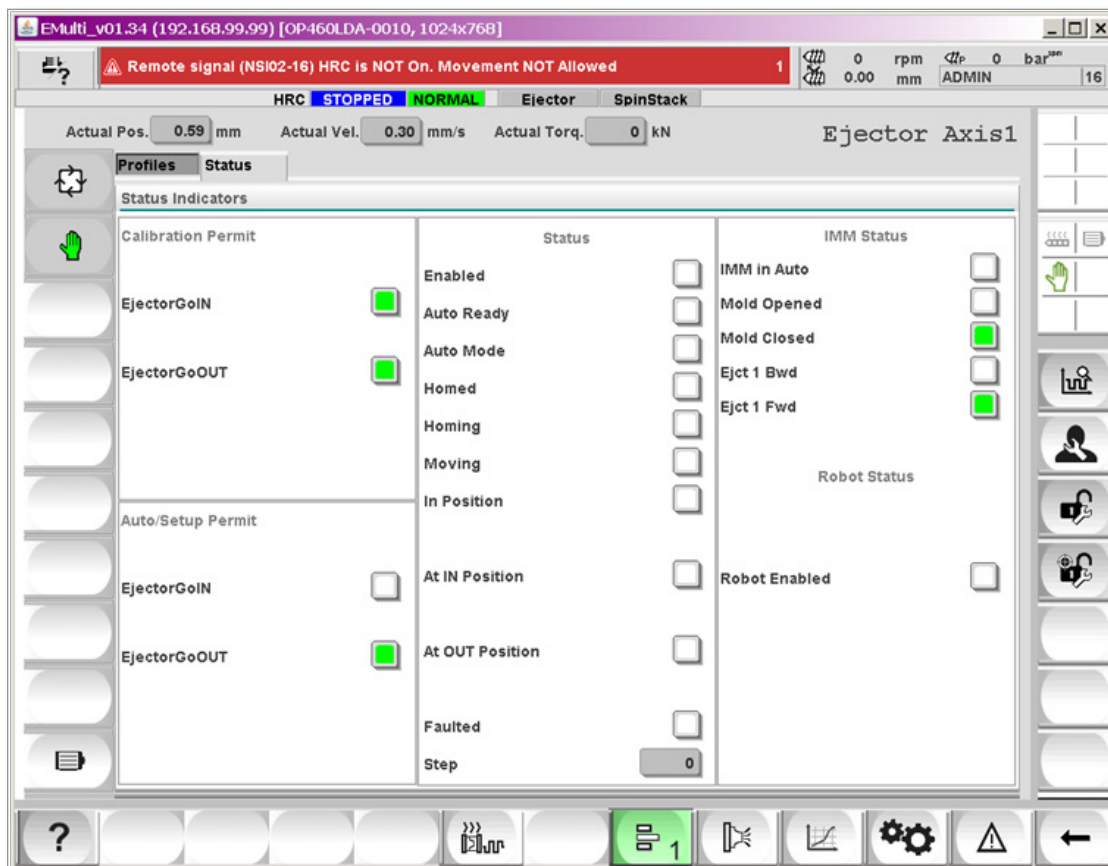 EMulti_v01.34 (192.168.99.99) [OP460LDA-0010, 1024x768]
Remote signal (NSI02-16) HRC is NOT On. Movement NOT Allowed 1
0 rpm 0 bar
0.00 mm ADMIN 16
HRC STOPPED NORMAL Ejector SpinStack
Actual Pos. 0.59 mm Actual Vel. 0.30 mm/s Actual Torq. 0 kN Ejector Axis1
Profiles Status
Status Indicators
Calibration Permit
EjectorGoIN
EjectorGoOUT
Auto/Setup Permit
EjectorGoIN
EjectorGoOUT
Status
Enabled
Auto Ready
Auto Mode
Homed
Homing
Moving
In Position
At IN Position
At OUT Position
Faulted
Step 0
IMM Status
IMM in Auto
Mold Opened
Mold Closed
Ejct 1 Bwd
Ejct 1 Fwd
Robot Status
Robot Enabled
? 1